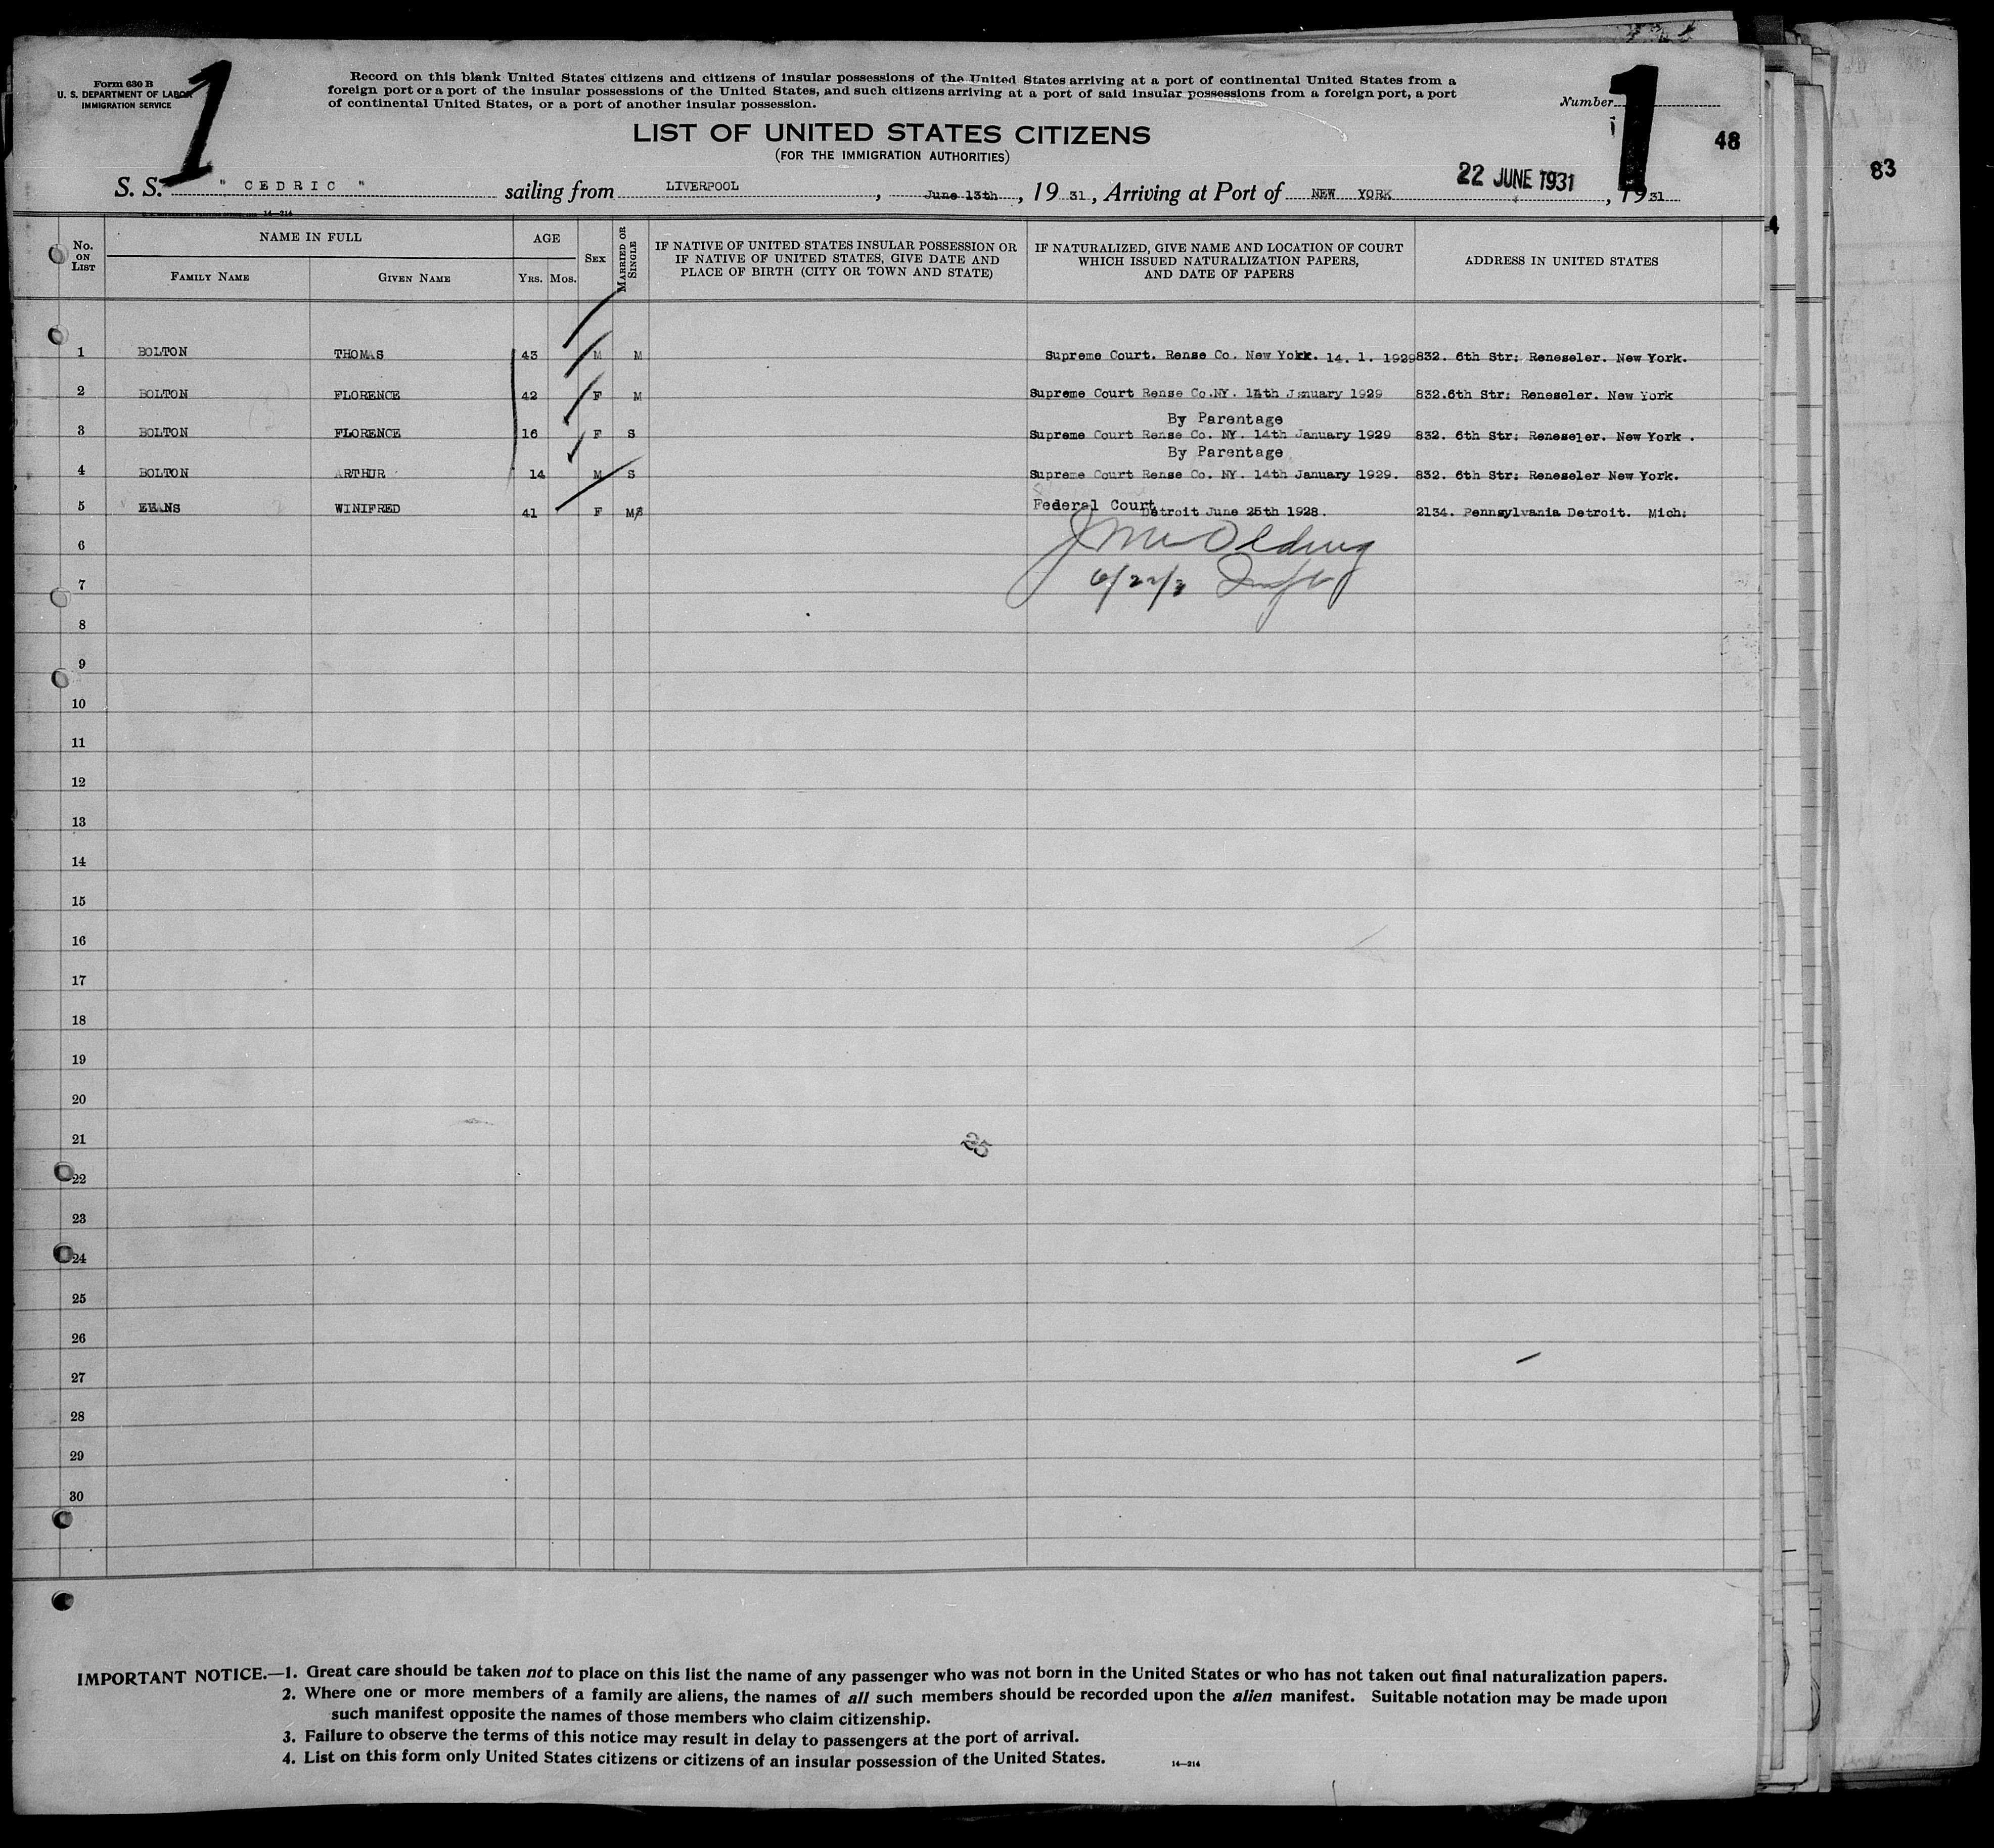 Form 630 B
U. S. DEPARTMENT OF LABOR
IMMIGRATION SERVICE
1
Record on this blank United States citizens and citizens of insular possessions of the United States arriving at a port of continental United States from a
foreign port or a port of the insular possessions of the United States, and such citizens arriving at a port of said insular possessions from a foreign port, a port
of continental United States, or a port of another insular possession.
Number 1
48
83
LIST OF UNITED STATES CITIZENS
(FOR THE IMMIGRATION AUTHORITIES)
S. S. " CEDRIC " sailing from LIVERPOOL, June 13th, 1931, Arriving at Port of NEW YORK 22 JUNE 1931, 1931
14—214
4
No. ON LIST
NAME IN FULL
FAMILY NAME
GIVEN NAME
AGE
YRS. MOS.
SEX
MARRIED OR SINGLE
IF NATIVE OF UNITED STATES INSULAR POSSESSION OR
IF NATIVE OF UNITED STATES, GIVE DATE AND
PLACE OF BIRTH (CITY OR TOWN AND STATE)
IF NATURALIZED, GIVE NAME AND LOCATION OF COURT
WHICH ISSUED NATURALIZATION PAPERS,
AND DATE OF PAPERS
ADDRESS IN UNITED STATES
1 BOLTON THOMAS 43 M M Supreme Court. Rense Co. New York. 14. 1. 1929 832. 6th Str: Reneseler. New York.
2 BOLTON FLORENCE 42 F M Supreme Court Rense Co.NY. 14th January 1929 832.6th Str: Reneseler. New York
By Parentage
3 BOLTON FLORENCE 16 F S Supreme Court Rense Co. NY. 14th January 1929 832. 6th Str: Reneseler. New York .
By Parentage
4 BOLTON ARTHUR 14 M S Supreme Court Rense Co. NY. 14th January 1929. 832. 6th Str: Reneseler New York.
5 EVANS WINIFRED 41 F M/S Federal Court Detroit June 25th 1928. 2134. Pennsylvania Detroit. Mich:
6
7
8
9
10
11
12
13
14
15
16
17
18
19
20
21
25
22
23
24
25
26
27
28
29
30
IMPORTANT NOTICE.—1. Great care should be taken not to place on this list the name of any passenger who was not born in the United States or who has not taken out final naturalization papers.
2. Where one or more members of a family are aliens, the names of all such members should be recorded upon the alien manifest. Suitable notation may be made upon
such manifest opposite the names of those members who claim citizenship.
3. Failure to observe the terms of this notice may result in delay to passengers at the port of arrival.
4. List on this form only United States citizens or citizens of an insular possession of the United States.
14—214